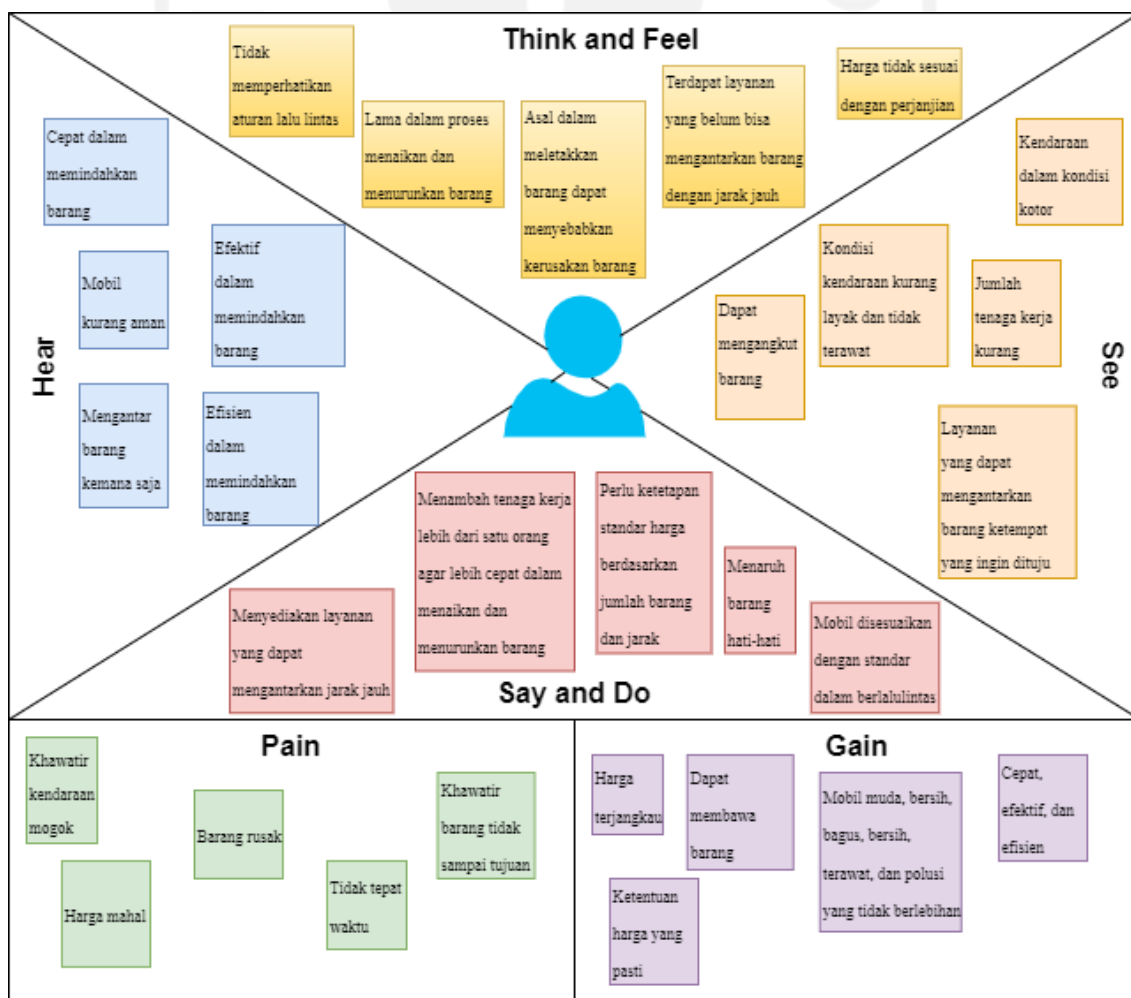 Think and Feel
Tidak
memperhatikan
aturan lalu lintas
Lama dalam proses
menaikan dan
menurunkan barang
Asal dalam
meletakkan
barang dapat
menyebabkan
kerusakan barang
Terdapat layanan
yang belum bisa
mengantarkan barang
dengan jarak jauh
Harga tidak sesuai
dengan perjanjian
Hear
Cepat dalam
memindahkan
barang
Mobil
kurang aman
Efektif
dalam
memindahkan
barang
Mengantar
barang
kemana saja
Efisien
dalam
memindahkan
barang
See
Kendaraan
dalam kondisi
kotor
Kondisi
kendaraan kurang
layak dan tidak
terawat
Jumlah
tenaga kerja
kurang
Dapat
mengangkut
barang
Layanan
yang dapat
mengantarkan
barang ketempat
yang ingin dituju
Menyediakan layanan
yang dapat
mengantarkan jarak jauh
Menambah tenaga kerja
lebih dari satu orang
agar lebih cepat dalam
menaikan dan
menurunkan barang
Perlu ketetapan
standar harga
berdasarkan
jumlah barang
dan jarak
Menaruh
barang
hati-hati
Mobil disesuaikan
dengan standar
dalam berlalulintas
Say and Do
Pain
Khawatir
kendaraan
mogok
Harga mahal
Barang rusak
Tidak tepat
waktu
Khawatir
barang tidak
sampai tujuan
Gain
Harga
terjangkau
Dapat
membawa
barang
Ketentuan
harga yang
pasti
Mobil muda, bersih,
bagus, bersih,
terawat, dan polusi
yang tidak berlebihan
Cepat,
efektif, dan
efisien